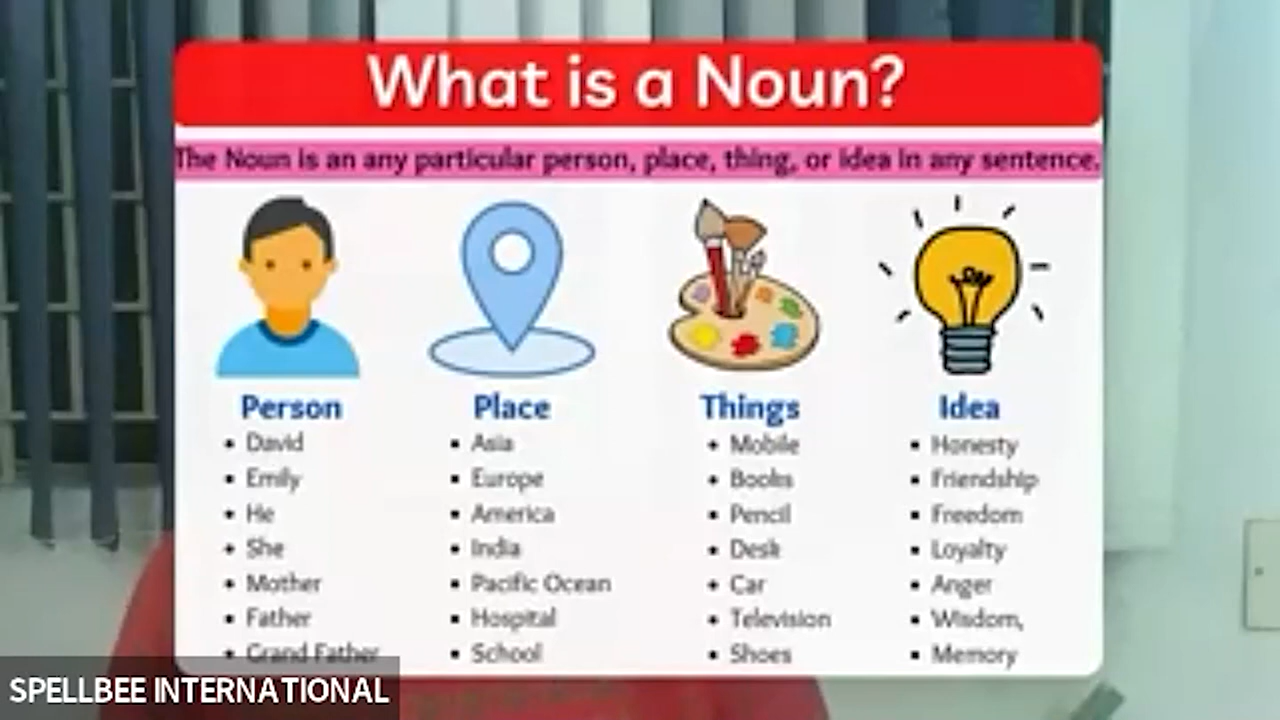 What is a Noun?
The Noun is an any particular person, place, thing, or idea in any sentence.
Person
David
Emily
He
She
Mother
Father
Grand Father
Place
Asia
Europe
America
India
Pacific Ocean
Hospital
School
Things
Mobile
Books
Pencil
Desk
Car
Television
Shoes
Idea
Honesty
Friendship
Freedom
Loyalty
Anger
Wisdom,
Memory
SPELLBEE INTERNATIONAL